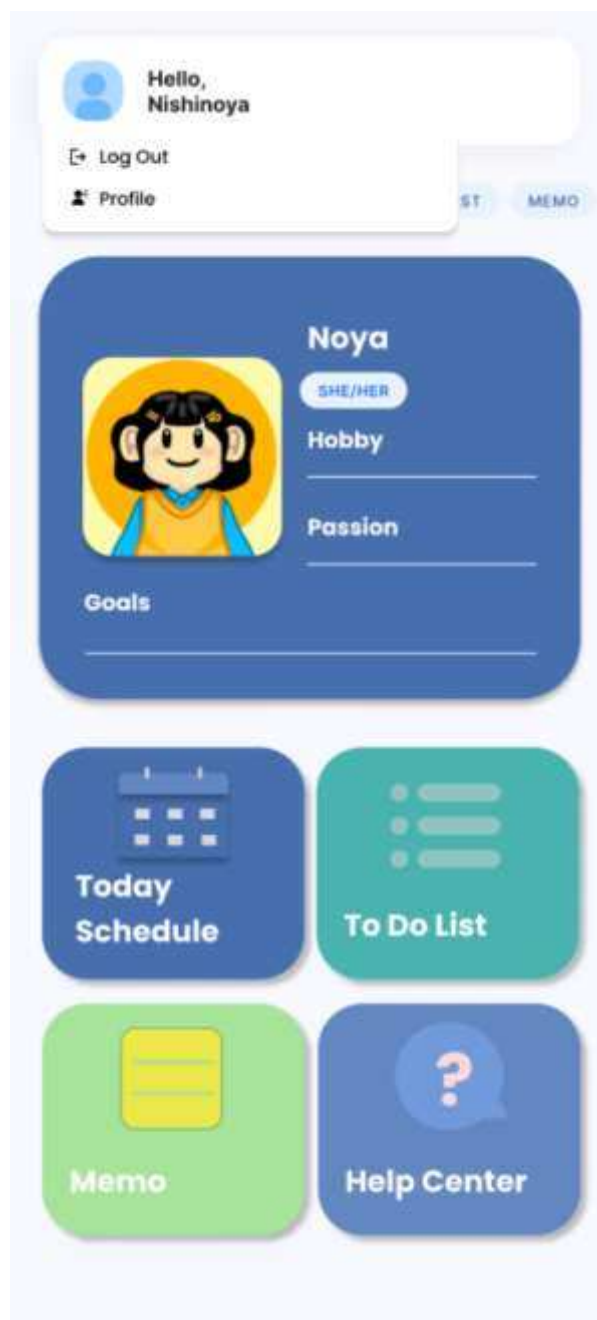 Hello,
Nishinoya
Log Out
Profile
ST
MEMO
Noya
SHE/HER
Hobby
Passion
Goals
Today
Schedule
To Do List
Memo
?
Help Center